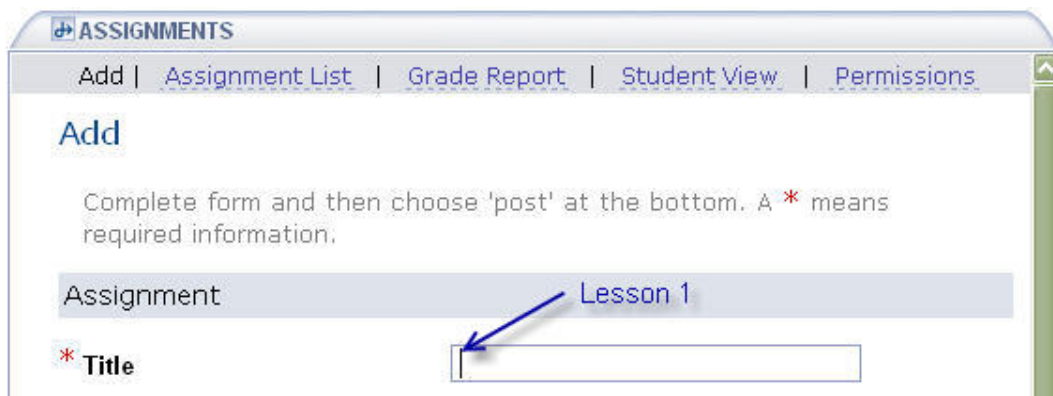 ASSIGNMENTS
Add | Assignment List | Grade Report | Student View | Permissions
Add
Complete form and then choose 'post' at the bottom. A * means
required information.
Assignment
Lesson 1
* Title